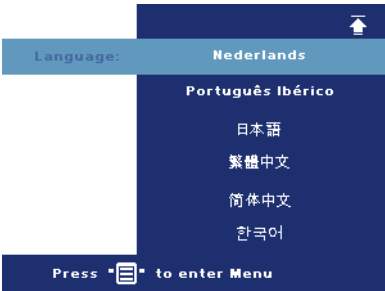 Language: Nederlands
Português Ibérico
日本語
繁體中文
简体中文
한국어
Press "" to enter Menu